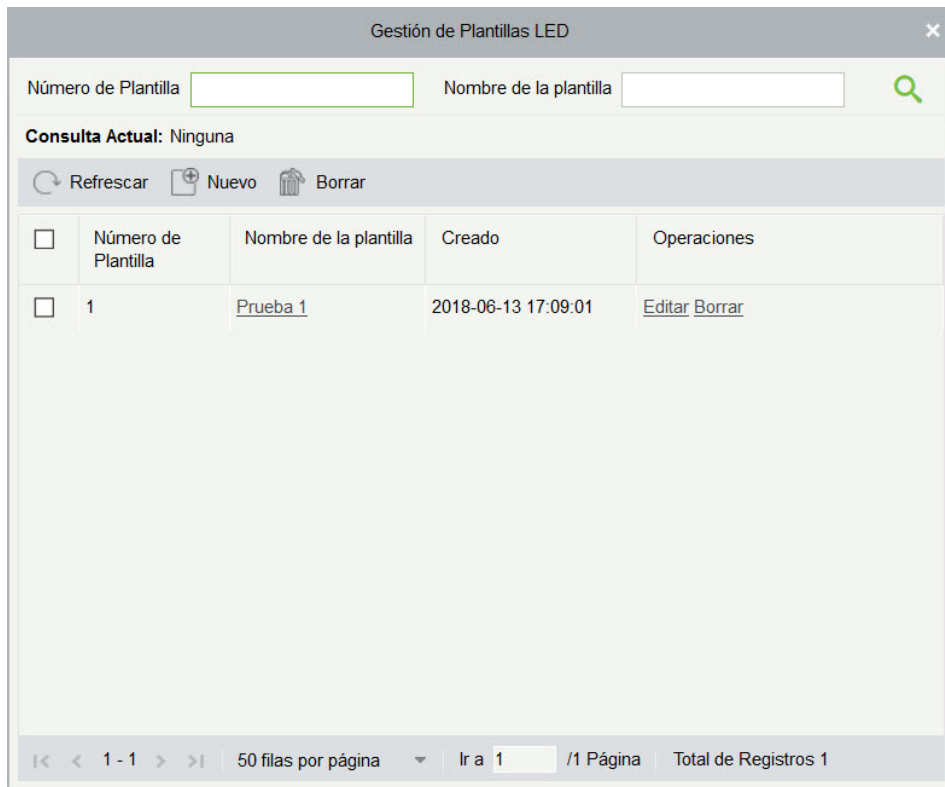 Gestión de Plantillas LED
Número de Plantilla
Nombre de la plantilla
Consulta Actual: Ninguna
Refrescar Nuevo Borrar
Número de Plantilla Nombre de la plantilla Creado Operaciones
1 Prueba 1 2018-06-13 17:09:01 Editar Borrar
1 - 1 50 filas por página Ir a 1 /1 Página Total de Registros 1